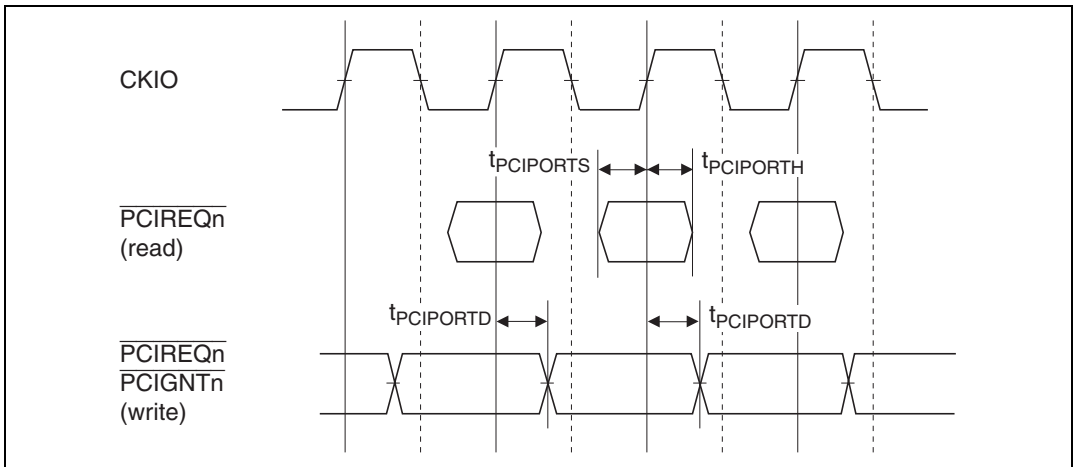 CKIO
tPCIPORTS
tPCIPORTH
PCIREQn
(read)
tPCIPORTD
tPCIPORTD
PCIREQn
PCIGNTn
(write)